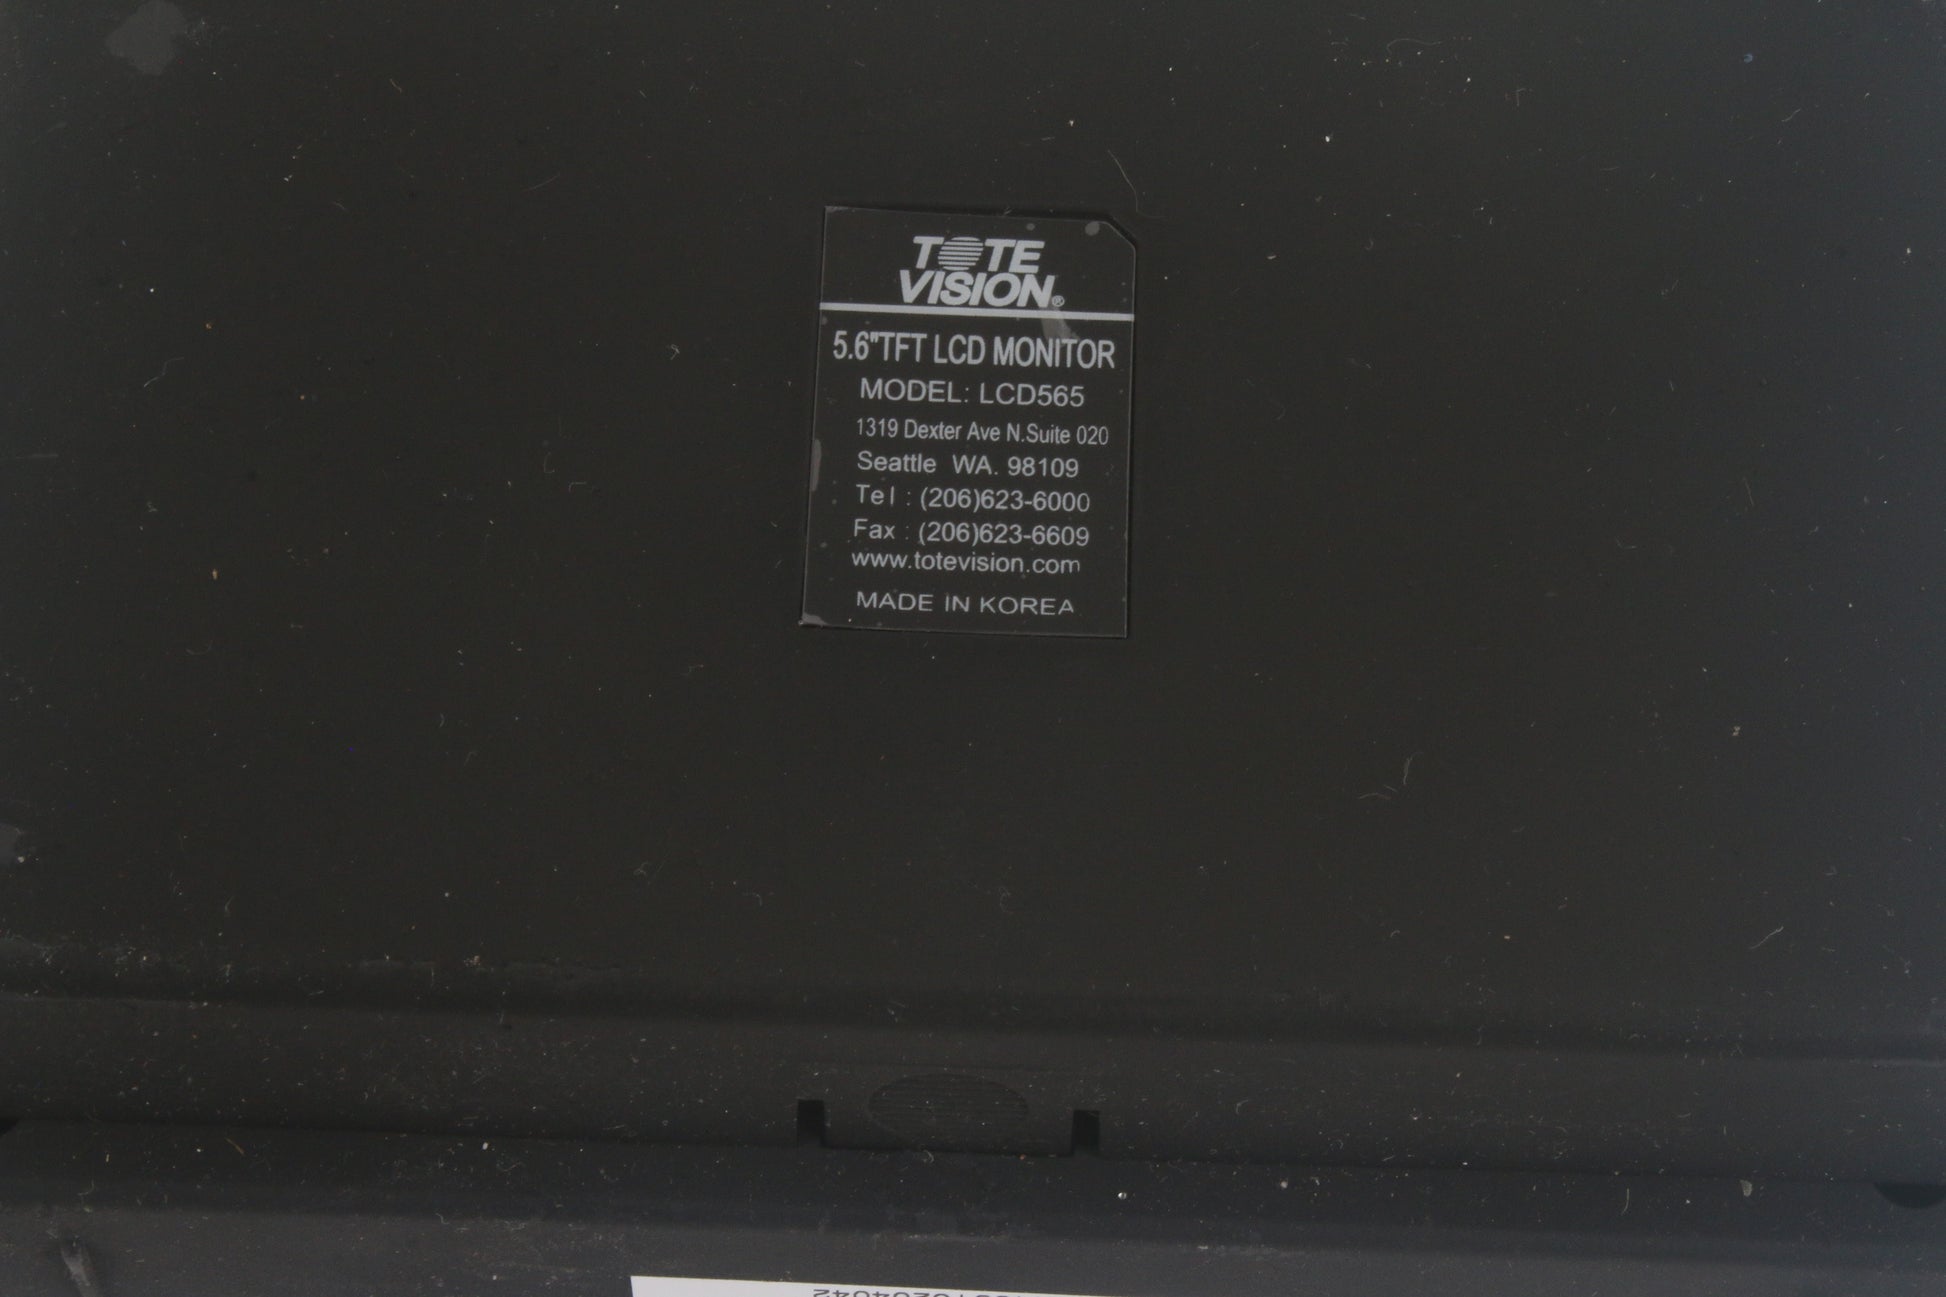 TOTE
VISION®
5.6"TFT LCD MONITOR
MODEL: LCD565
1319 Dexter Ave N.Suite 020
Seattle WA. 98109
Tel : (206)623-6000
Fax : (206)623-6609
www.totevision.com
MADE IN KOREA